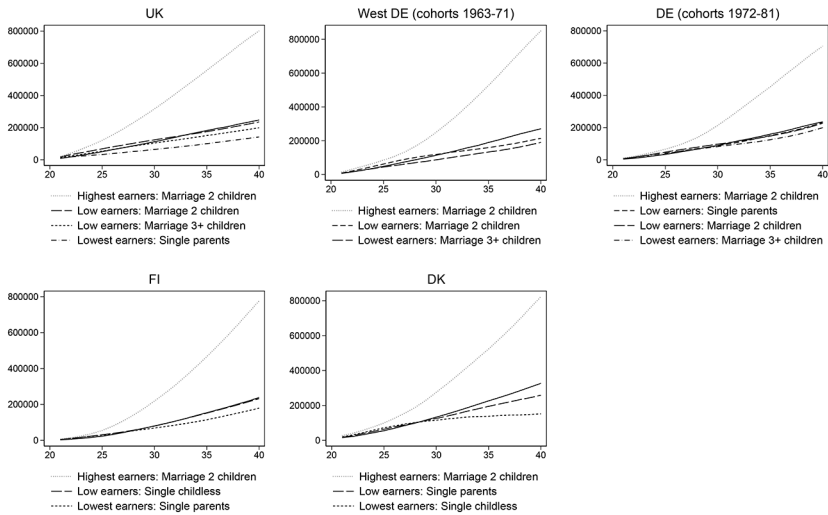 UK
800000
600000
400000
200000
0
20 25 30 35 40
Highest earners: Marriage 2 children
Low earners: Marriage 2 children
Low earners: Marriage 3+ children
Lowest earners: Single parents
West DE (cohorts 1963-71)
800000
600000
400000
200000
0
20 25 30 35 40
Highest earners: Marriage 2 children
Low earners: Marriage 2 children
Lowest earners: Marriage 3+ children
DE (cohorts 1972-81)
800000
600000
400000
200000
0
20 25 30 35 40
Highest earners: Marriage 2 children
Low earners: Single parents
Low earners: Marriage 2 children
Lowest earners: Marriage 3+ children
FI
800000
600000
400000
200000
0
20 25 30 35 40
Highest earners: Marriage 2 children
Low earners: Single childless
Lowest earners: Single parents
DK
800000
600000
400000
200000
0
20 25 30 35 40
Highest earners: Marriage 2 children
Low earners: Single parents
Lowest earners: Single childless